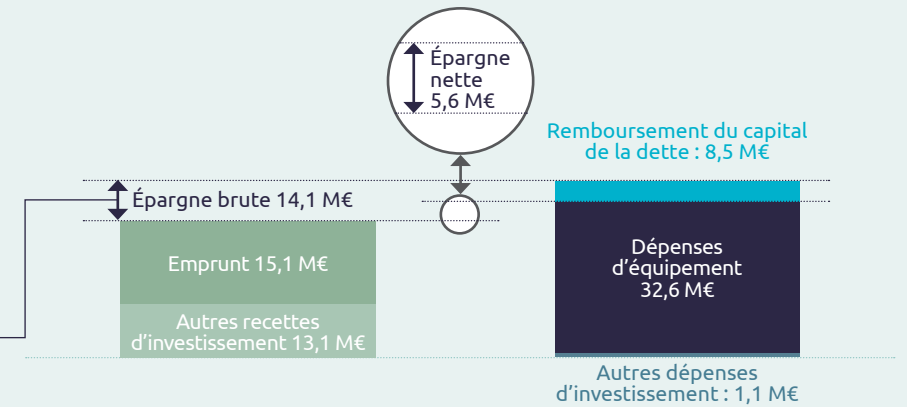 Épargne
nette
5,6 M€
Remboursement du capital
de la dette : 8,5 M€
Épargne brute 14,1 M€
Emprunt 15,1 M€
Autres recettes
d’investissement 13,1 M€
Dépenses
d’équipement
32,6 M€
Autres dépenses
d’investissement : 1,1 M€